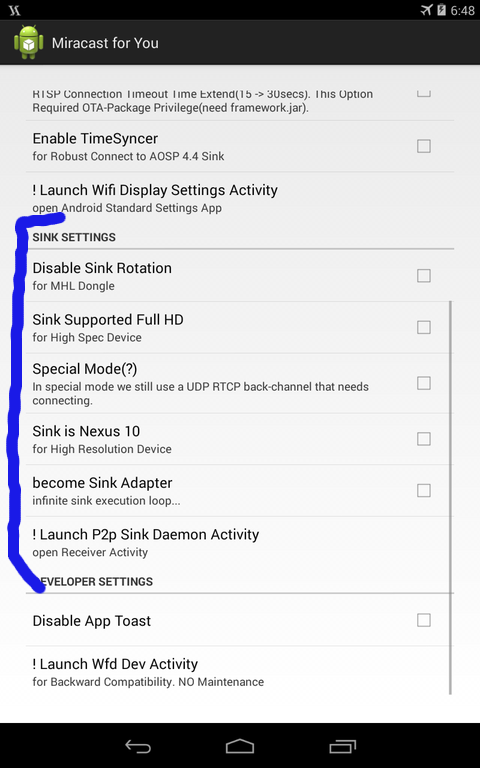 6:48
Miracast for You
RTSP Connection Timeout Time Extend(15 -> 30secs). This Option
Required OTA-Package Privilege(need framework.jar).
Enable TimeSyncer
for Robust Connect to AOSP 4.4 Sink
! Launch Wifi Display Settings Activity
open Android Standard Settings App
SINK SETTINGS
Disable Sink Rotation
for MHL Dongle
Sink Supported Full HD
for High Spec Device
Special Mode(?)
In special mode we still use a UDP RTCP back-channel that needs
connecting.
Sink is Nexus 10
for High Resolution Device
become Sink Adapter
infinite sink execution loop...
! Launch P2p Sink Daemon Activity
open Receiver Activity
DEVELOPER SETTINGS
Disable App Toast
! Launch Wfd Dev Activity
for Backward Compatibility. NO Maintenance